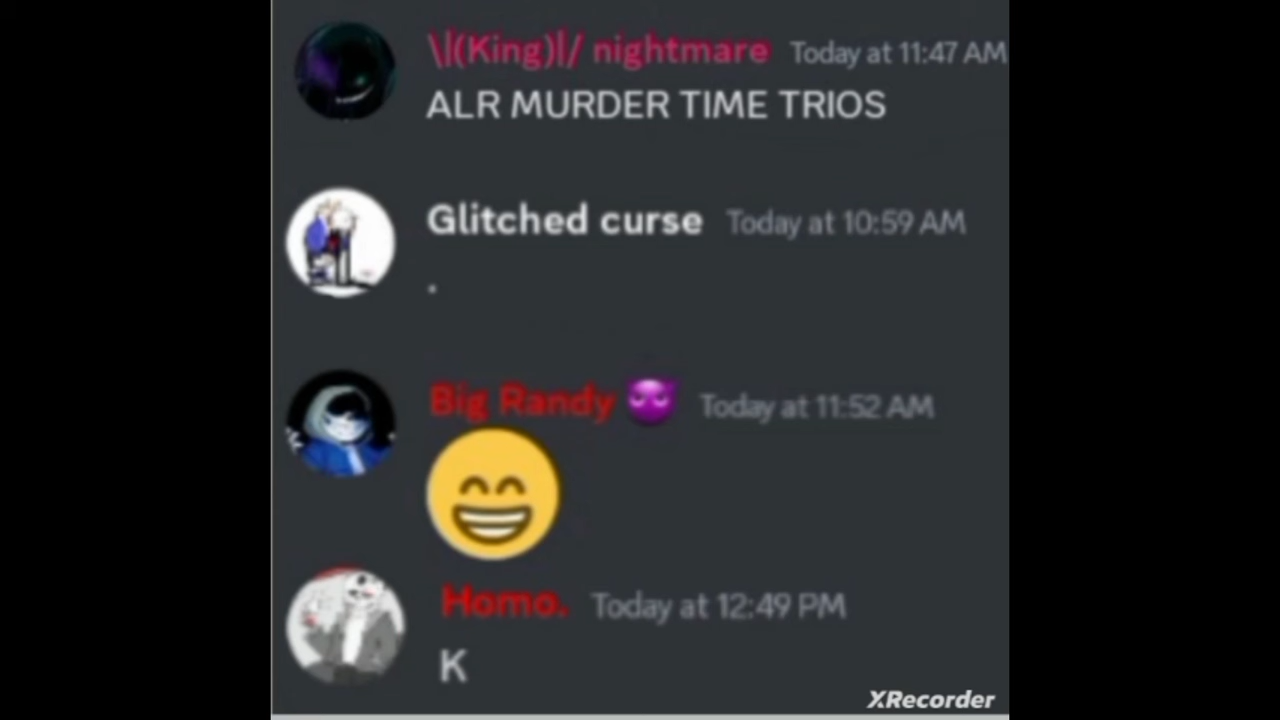 \|(King)|/ nightmare Today at 11:47 AM
ALR MURDER TIME TRIOS
Glitched curse Today at 10:59 AM
.
Big Randy 😈 Today at 11:52 AM
😁
Homo. Today at 12:49 PM
K
XRecorder